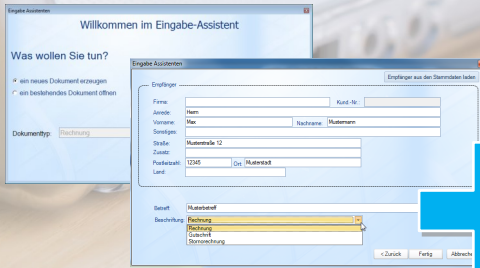 Eingabe Assistenten
Willkommen im Eingabe-Assistent
Was wollen Sie tun?
ein neues Dokument erzeugen
ein bestehendes Dokument öffnen
Dokumenttyp: Rechnung
Eingabe Assistenten
Empfänger aus den Stammdaten laden
Empfänger
Firma: Kund.-Nr.:
Anrede: Herrn
Vorname: Max Nachname: Mustermann
Sonstiges:
Straße: Musterstraße 12
Zusatz:
Postleitzahl: 12345 Ort: Musterstadt
Land:
Betreff: Musterbetreff
Beschriftung: Rechnung
Rechnung
Gutschrift
Stornorechnung
< Zurück Fertig Abbreche